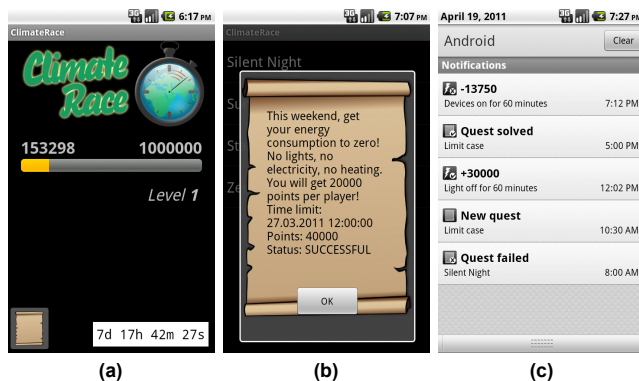 6:17 PM
ClimateRace
Climate
Race
153298 1000000
Level 1
7d 17h 42m 27s
(a)
7:07 PM
ClimateRace
Silent Night
Su
St
Ze
This weekend, get
your energy
consumption to zero!
No lights, no
electricity, no heating.
You will get 20000
points per player!
Time limit:
27.03.2011 12:00:00
Points: 40000
Status: SUCCESSFUL
OK
(b)
April 19, 2011 7:27 PM
Android Clear
Notifications
-13750
Devices on for 60 minutes 7:12 PM
Quest solved
Limit case 5:00 PM
+30000
Light off for 60 minutes 12:02 PM
New quest
Limit case 10:30 AM
Quest failed
Silent Night 8:00 AM
(c)